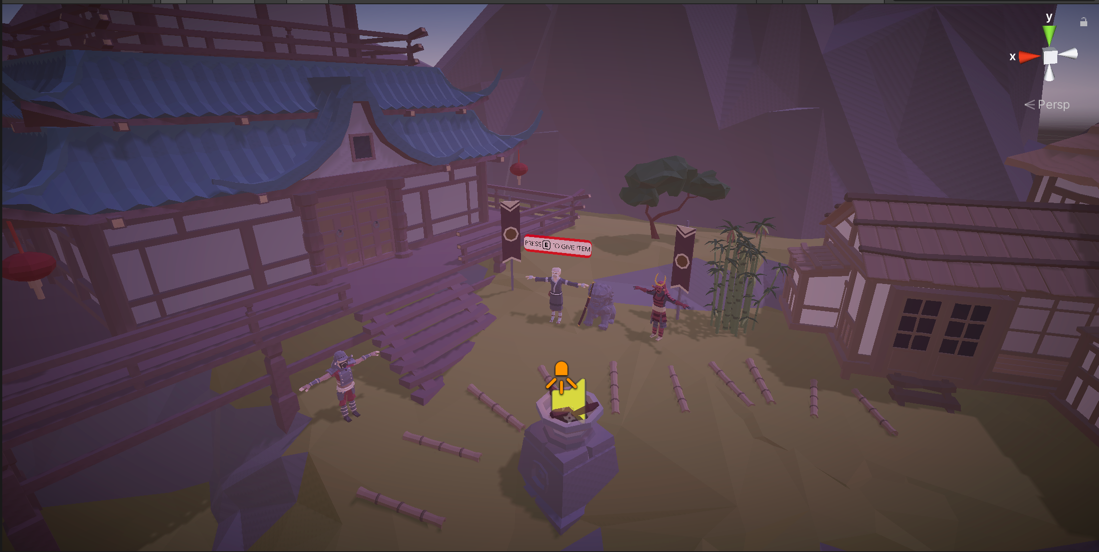 y
x
Persp
PRESS E TO GIVE ITEM